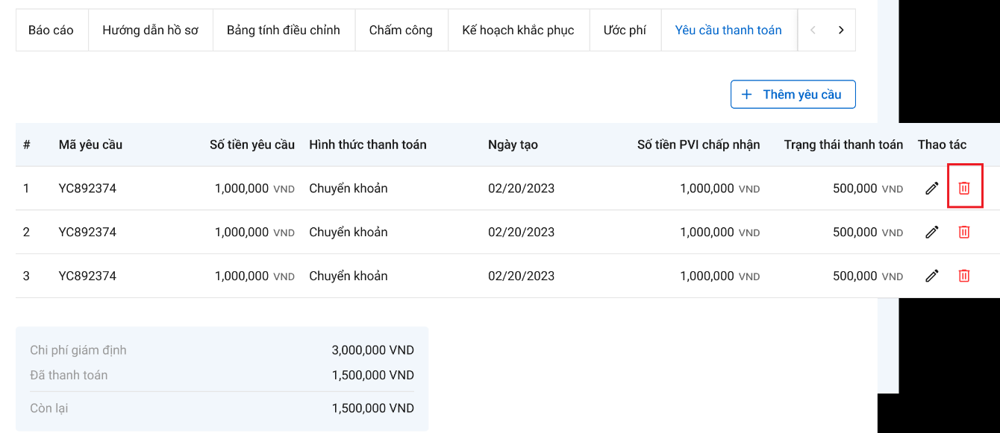 Báo cáo Hướng dẫn hồ sơ Bảng tính điều chỉnh Chấm công Kế hoạch khắc phục Ước phí Yêu cầu thanh toán
+ Thêm yêu cầu
# Mã yêu cầu Số tiền yêu cầu Hình thức thanh toán Ngày tạo Số tiền PVI chấp nhận Trạng thái thanh toán Thao tác
1 YC892374 1,000,000 VND Chuyển khoản 02/20/2023 1,000,000 VND 500,000 VND
2 YC892374 1,000,000 VND Chuyển khoản 02/20/2023 1,000,000 VND 500,000 VND
3 YC892374 1,000,000 VND Chuyển khoản 02/20/2023 1,000,000 VND 500,000 VND
Chi phí giám định 3,000,000 VND
Đã thanh toán 1,500,000 VND
Còn lại 1,500,000 VND